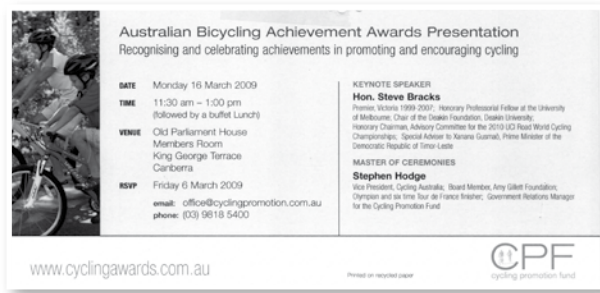 Australian Bicycling Achievement Awards Presentation
Recognising and celebrating achievements in promoting and encouraging cycling
DATE Monday 16 March 2009
TIME 11:30 am – 1:00 pm
(followed by a buffet Lunch)
VENUE Old Parliament House
Members Room
King George Terrace
Canberra
RSVP Friday 6 March 2009
email: office@cyclingpromotion.com.au
phone: (03) 9818 5400
KEYNOTE SPEAKER
Hon. Steve Bracks
Premier, Victoria 1999-2007; Honorary Professorial Fellow at the University
of Melbourne; Chair of the Deakin Foundation, Deakin University;
Honorary Chairman, Advisory Committee for the 2010 UCI Road World Cycling
Championships; Special Adviser to Xanana Gusmaõ, Prime Minister of the
Democratic Republic of Timor-Leste
MASTER OF CEREMONIES
Stephen Hodge
Vice President, Cycling Australia; Board Member, Amy Gillett Foundation;
Olympian and six time Tour de France finisher; Government Relations Manager
for the Cycling Promotion Fund
www.cyclingawards.com.au
Printed on recycled paper
CPF
cycling promotion fund